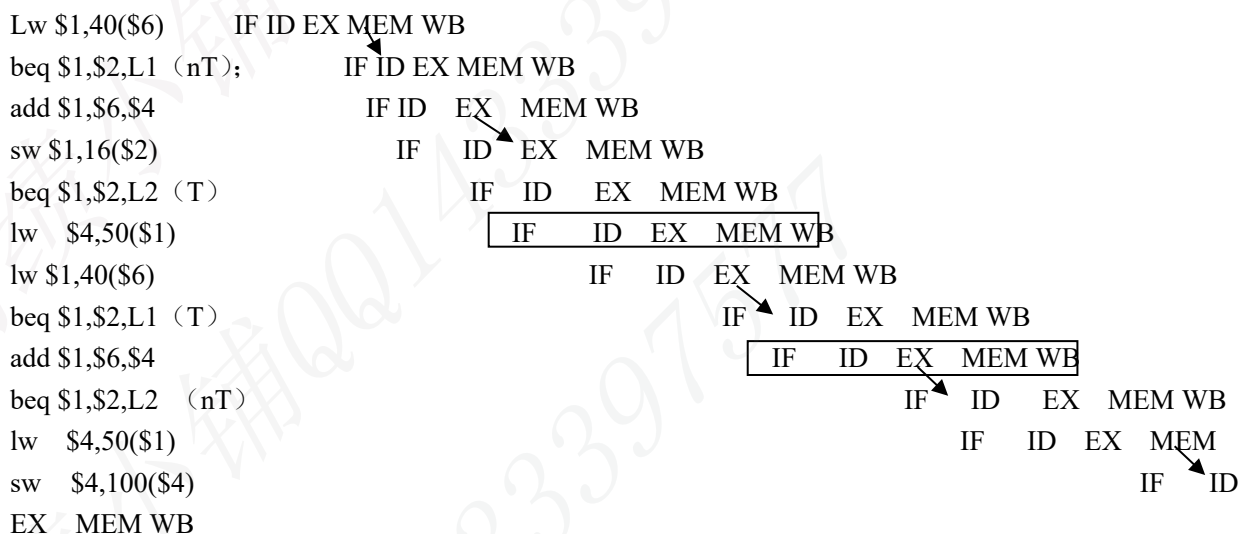 Lw $1,40($6) IF ID EX MEM WB
beq $1,$2,L1（nT）; IF ID EX MEM WB
add $1,$6,$4 IF ID EX MEM WB
sw $1,16($2) IF ID EX MEM WB
beq $1,$2,L2（T） IF ID EX MEM WB
lw $4,50($1) IF ID EX MEM WB
lw $1,40($6) IF ID EX MEM WB
beq $1,$2,L1（T） IF ID EX MEM WB
add $1,$6,$4 IF ID EX MEM WB
beq $1,$2,L2 （nT） IF ID EX MEM WB
lw $4,50($1) IF ID EX MEM
sw $4,100($4) IF ID
EX MEM WB